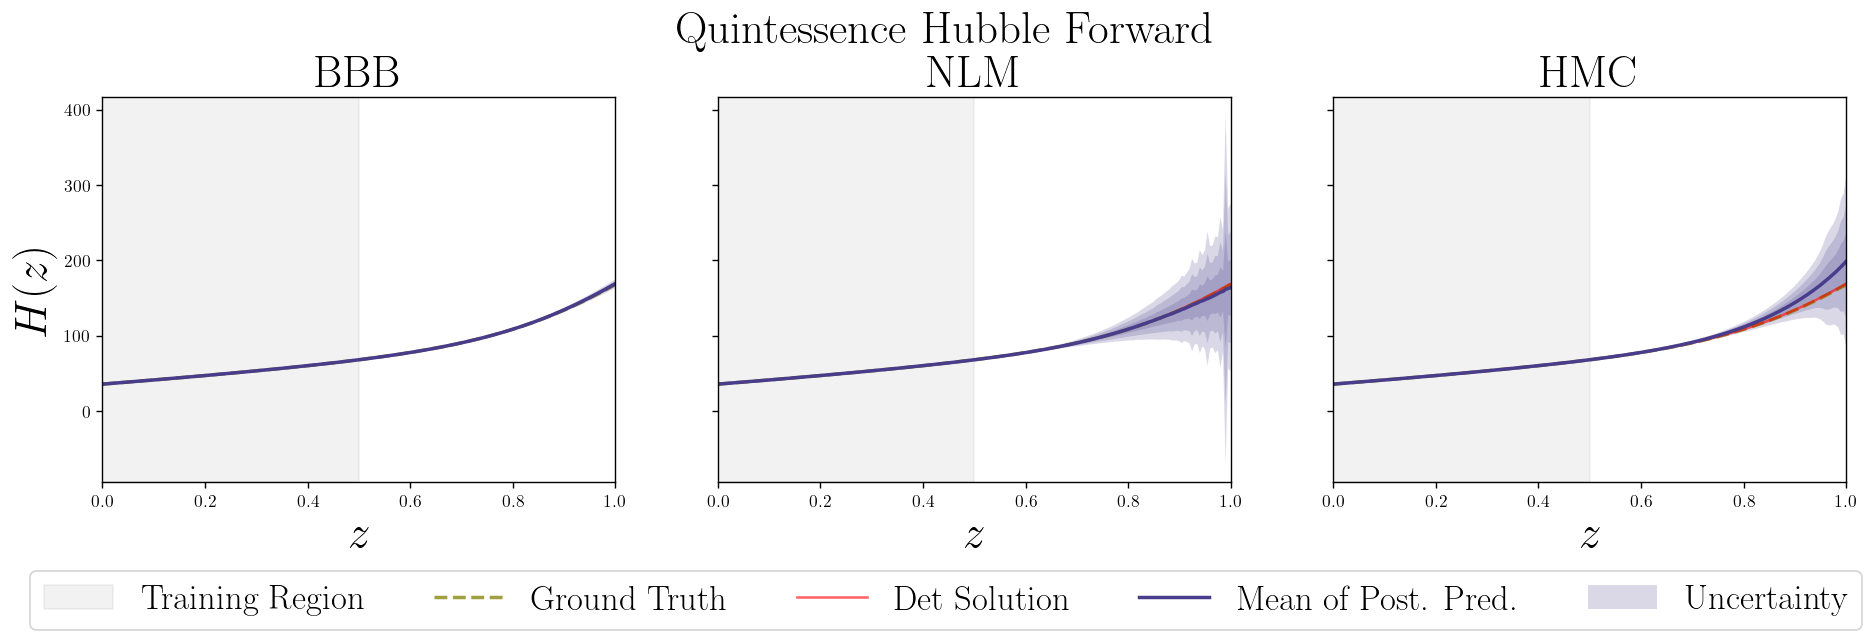 Quintessence Hubble Forward
BBB
NLM
HMC
H(z)
400
300
200
100
0
0.0 0.2 0.4 0.6 0.8 1.0
0.0 0.2 0.4 0.6 0.8 1.0
0.0 0.2 0.4 0.6 0.8 1.0
z
z
z
Training Region
Ground Truth
Det Solution
Mean of Post. Pred.
Uncertainty